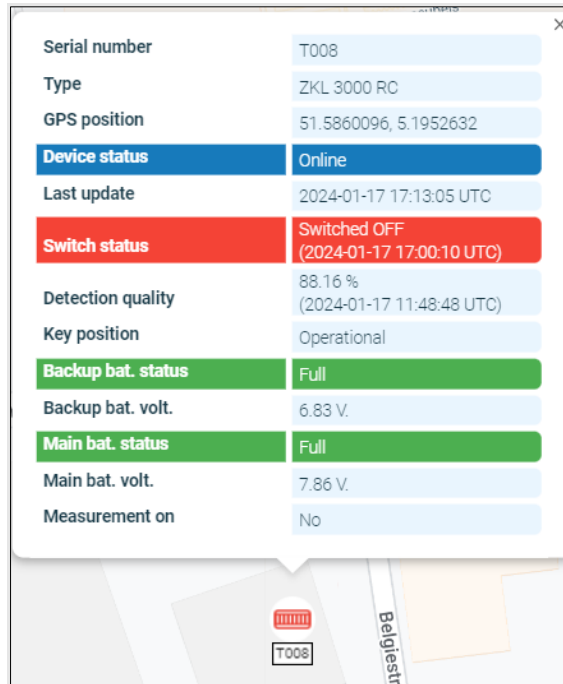 Serial number T008
Type ZKL 3000 RC
GPS position 51.5860096, 5.1952632
Device status Online
Last update 2024-01-17 17:13:05 UTC
Switch status Switched OFF
(2024-01-17 17:00:10 UTC)
Detection quality 88.16 %
(2024-01-17 11:48:48 UTC)
Key position Operational
Backup bat. status Full
Backup bat. volt. 6.83 V.
Main bat. status Full
Main bat. volt. 7.86 V.
Measurement on No
T008
Belgiestr